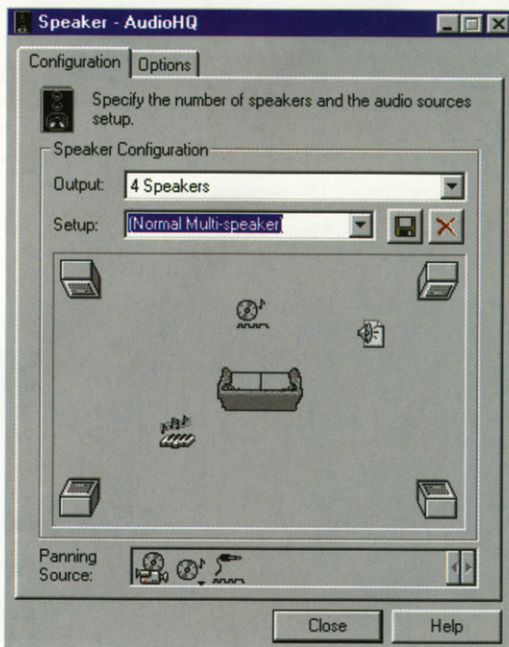 Speaker - AudioHQ
Configuration
Options
Specify the number of speakers and the audio sources
setup.
Speaker Configuration
Output:
4 Speakers
Setup:
(Normal Multi-speaker)
Panning
Source:
Close
Help